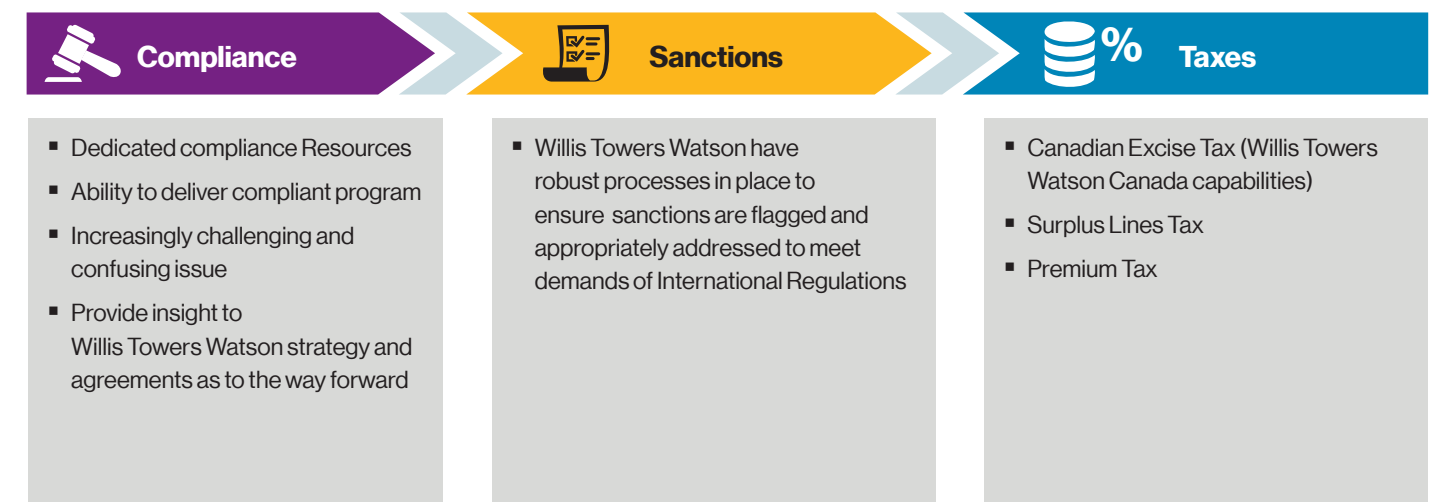 Compliance
Sanctions
% Taxes
▪ Dedicated compliance Resources
▪ Ability to deliver compliant program
▪ Increasingly challenging and
confusing issue
▪ Provide insight to
Willis Towers Watson strategy and
agreements as to the way forward
▪ Willis Towers Watson have
robust processes in place to
ensure sanctions are flagged and
appropriately addressed to meet
demands of International Regulations
▪ Canadian Excise Tax (Willis Towers
Watson Canada capabilities)
▪ Surplus Lines Tax
▪ Premium Tax